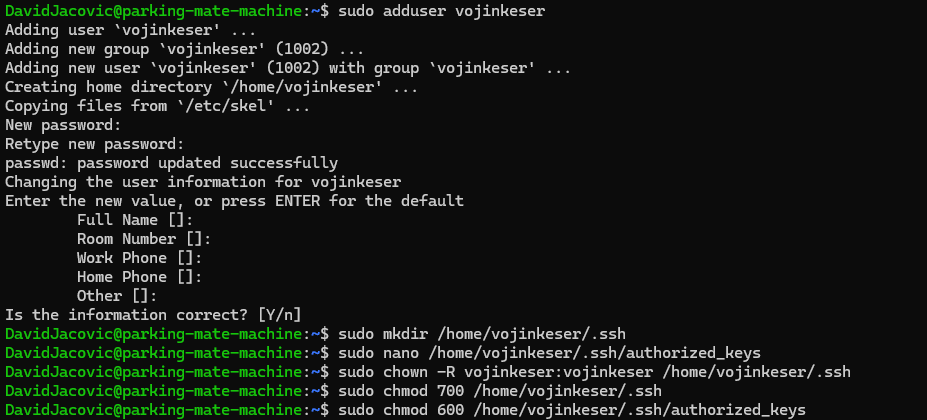 DavidJacovic@parking-mate-machine:~$ sudo adduser vojinkeser
Adding user `vojinkeser' ...
Adding new group `vojinkeser' (1002) ...
Adding new user `vojinkeser' (1002) with group `vojinkeser' ...
Creating home directory `/home/vojinkeser' ...
Copying files from `/etc/skel' ...
New password:
Retype new password:
passwd: password updated successfully
Changing the user information for vojinkeser
Enter the new value, or press ENTER for the default
        Full Name []:
        Room Number []:
        Work Phone []:
        Home Phone []:
        Other []:
Is the information correct? [Y/n]
DavidJacovic@parking-mate-machine:~$ sudo mkdir /home/vojinkeser/.ssh
DavidJacovic@parking-mate-machine:~$ sudo nano /home/vojinkeser/.ssh/authorized_keys
DavidJacovic@parking-mate-machine:~$ sudo chown -R vojinkeser:vojinkeser /home/vojinkeser/.ssh
DavidJacovic@parking-mate-machine:~$ sudo chmod 700 /home/vojinkeser/.ssh
DavidJacovic@parking-mate-machine:~$ sudo chmod 600 /home/vojinkeser/.ssh/authorized_keys